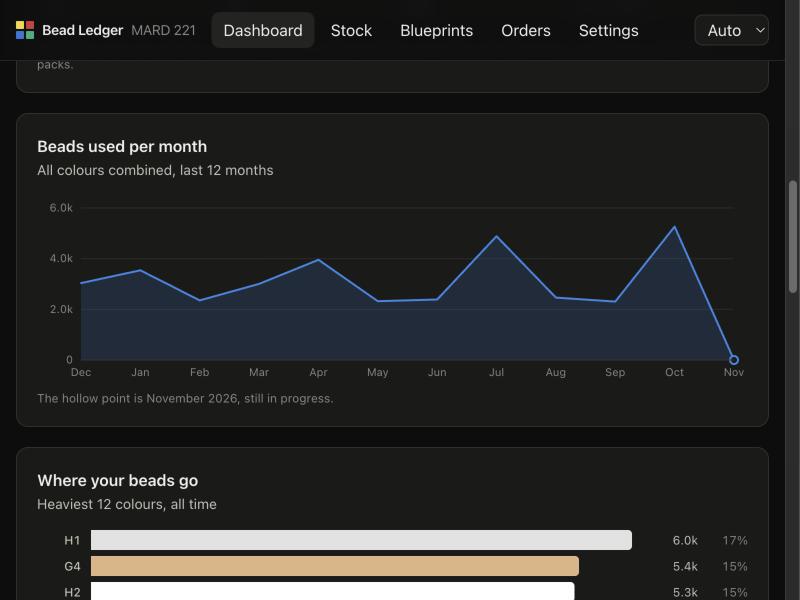 Bead Ledger MARD 221 Dashboard Stock Blueprints Orders Settings Auto
packs.
Beads used per month
All colours combined, last 12 months
6.0k
4.0k
2.0k
0
Dec Jan Feb Mar Apr May Jun Jul Aug Sep Oct Nov
The hollow point is November 2026, still in progress.
Where your beads go
Heaviest 12 colours, all time
H1 6.0k 17%
G4 5.4k 15%
H2 5.3k 15%